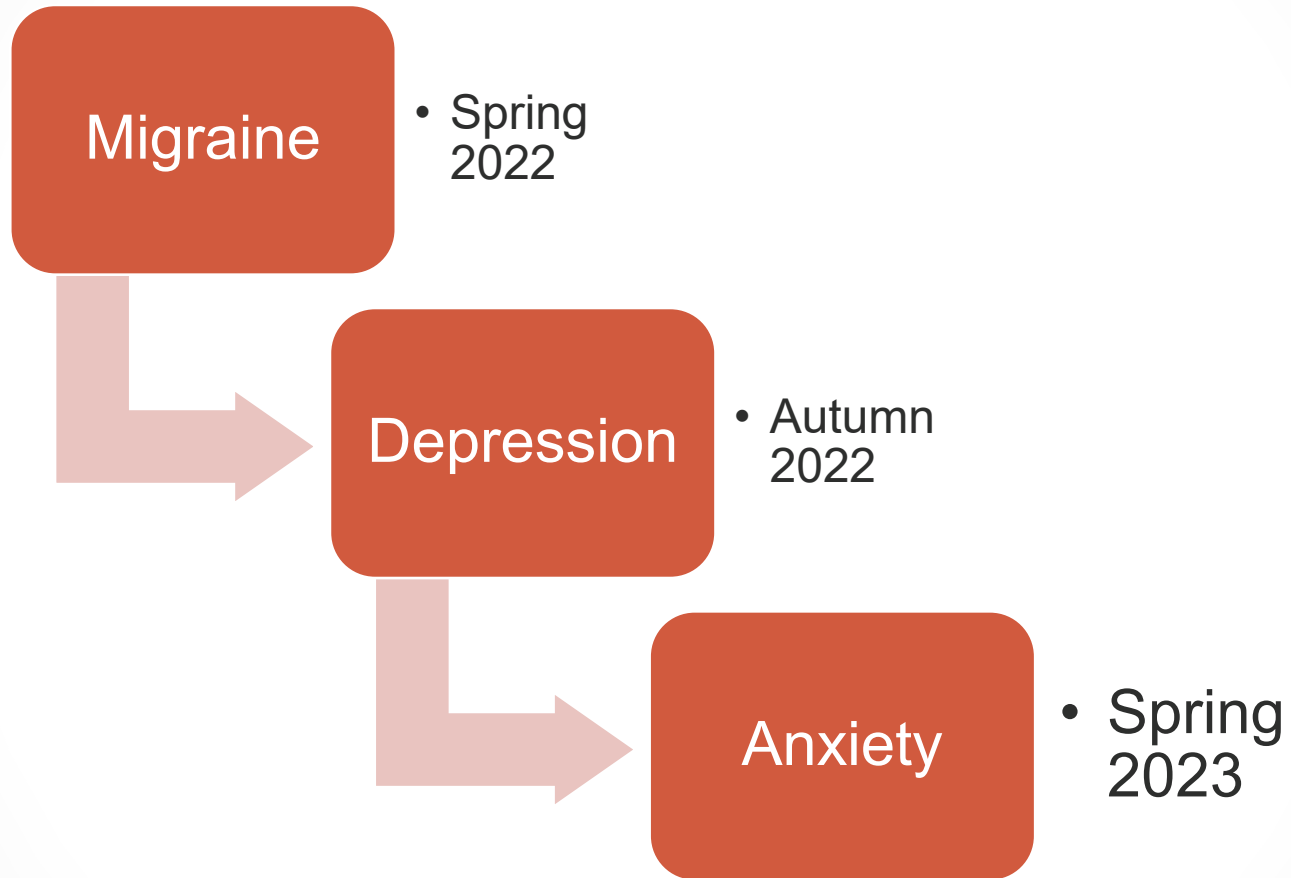 Migraine
• Spring
2022
Depression
• Autumn
2022
Anxiety
• Spring
2023